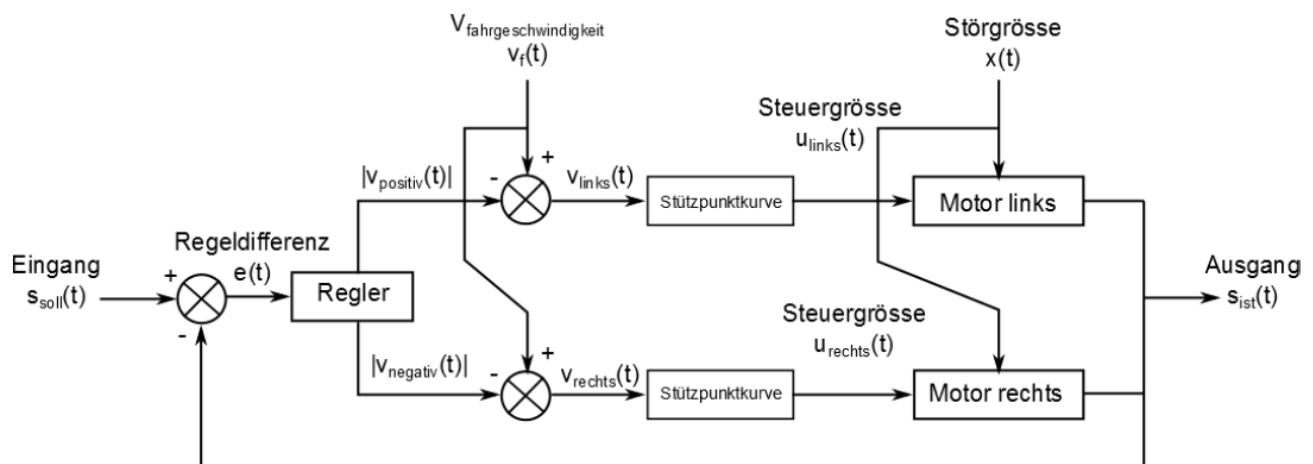 V_fahrgeschwindigkeit
v_f(t)
Störgrösse
x(t)
Steuergrösse
u_links(t)
|v_positiv(t)|
-
+
v_links(t)
Stützpunktkurve
Motor links
Regeldifferenz
e(t)
Eingang
s_soll(t)
+
-
Regler
Ausgang
s_ist(t)
Steuergrösse
u_rechts(t)
|v_negativ(t)|
-
+
v_rechts(t)
Stützpunktkurve
Motor rechts